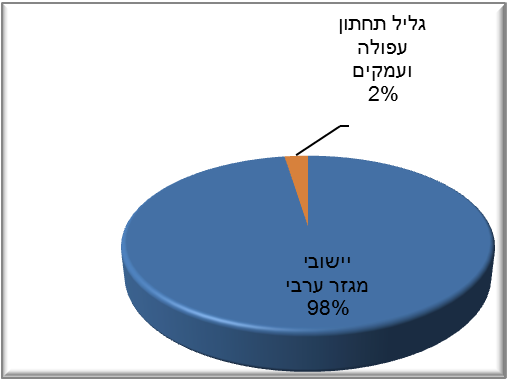 גליל תחתון
עפולה
ועמקים
2%
יישובי
מגזר ערבי
98%